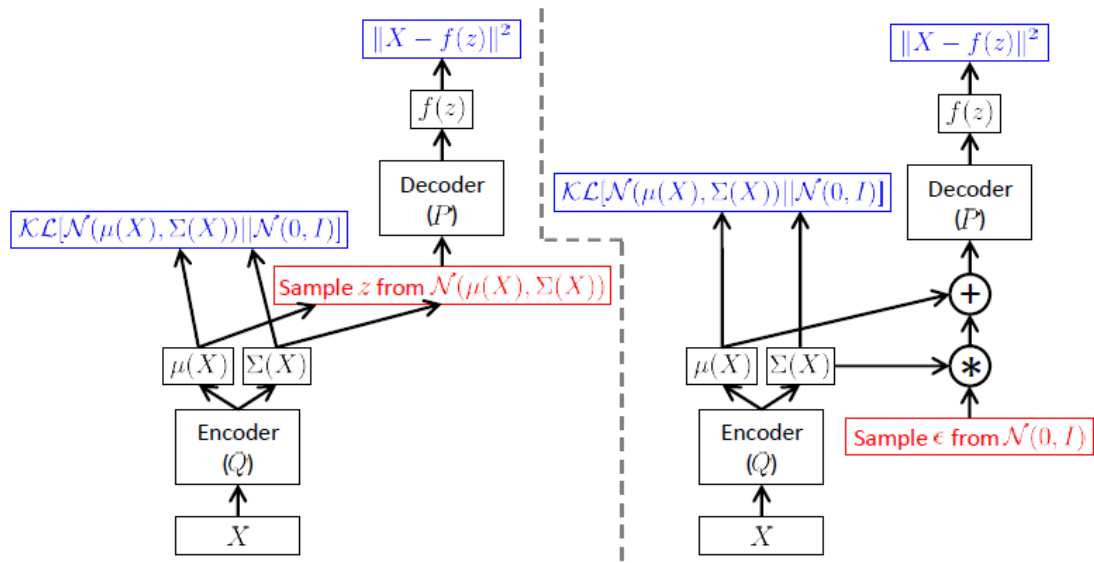 ‖X − f(z)‖²
f(z)
Decoder
(P)
𝒦ℒ[𝒩(μ(X), Σ(X))||𝒩(0, I)]
Sample z from 𝒩(μ(X), Σ(X))
μ(X)
Σ(X)
Encoder
(Q)
X
‖X − f(z)‖²
f(z)
Decoder
(P)
𝒦ℒ[𝒩(μ(X), Σ(X))||𝒩(0, I)]
+
μ(X)
Σ(X)
*
Sample ϵ from 𝒩(0, I)
Encoder
(Q)
X